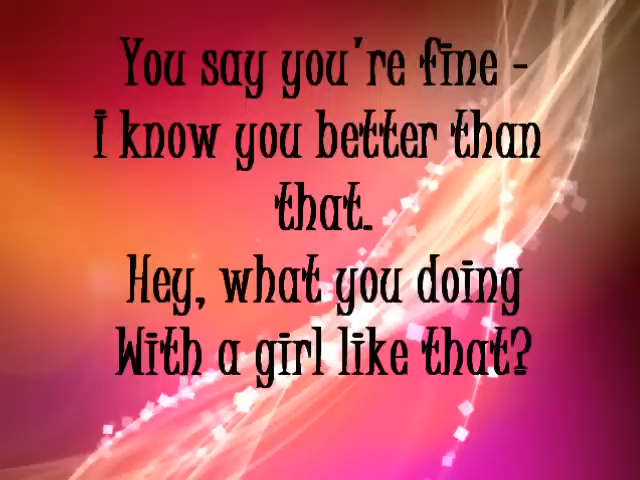 You say you're fine -
I know you better than
that.
Hey, what you doing
With a girl like that?